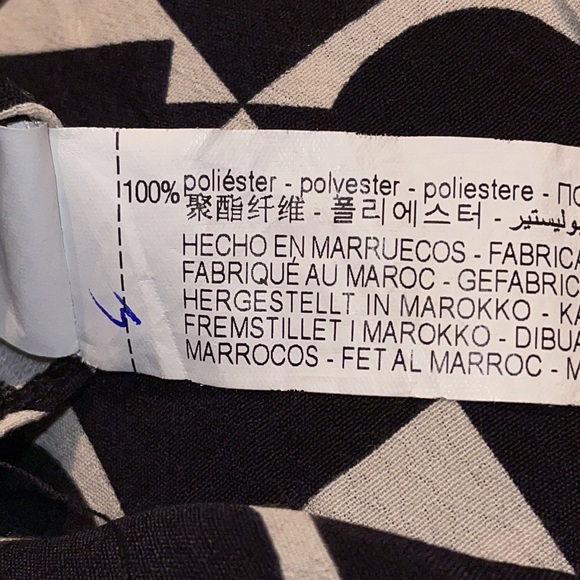 100% poliéster - polyester - poliestere -
聚酯纤维 - 폴리에스터 - بوليستير
HECHO EN MARRUECOS - FABRICA
FABRIQUÉ AU MAROC - GEFABRIC
HERGESTELLT IN MAROKKO - KA
FREMSTILLET I MAROKKO - DIBUA
MARROCOS - FET AL MARROC - M